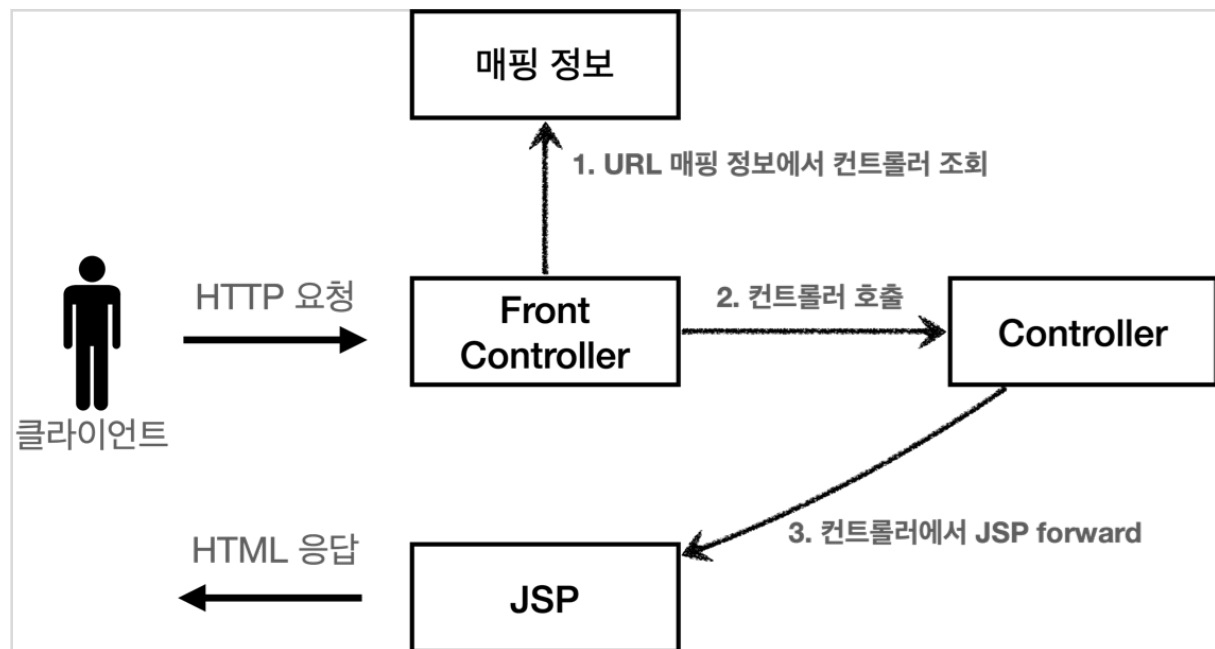 매핑 정보
1. URL 매핑 정보에서 컨트롤러 조회
HTTP 요청
Front
Controller
2. 컨트롤러 호출
Controller
클라이언트
3. 컨트롤러에서 JSP forward
HTML 응답
JSP